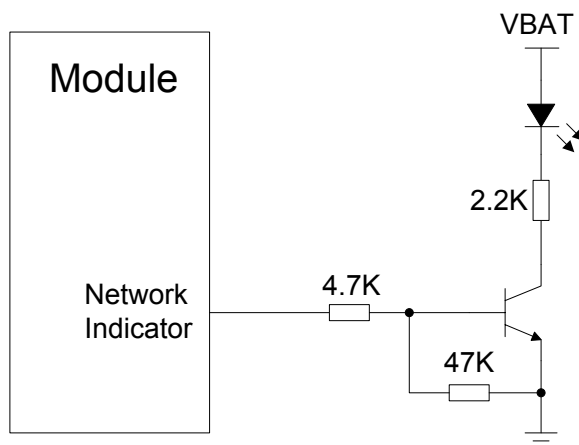 VBAT
Module
2.2K
4.7K
Network
Indicator
47K